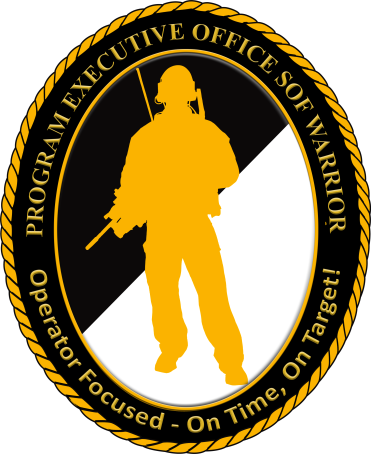 PROGRAM EXECUTIVE OFFICE SOF WARRIOR
Operator Focused - On Time, On Target!